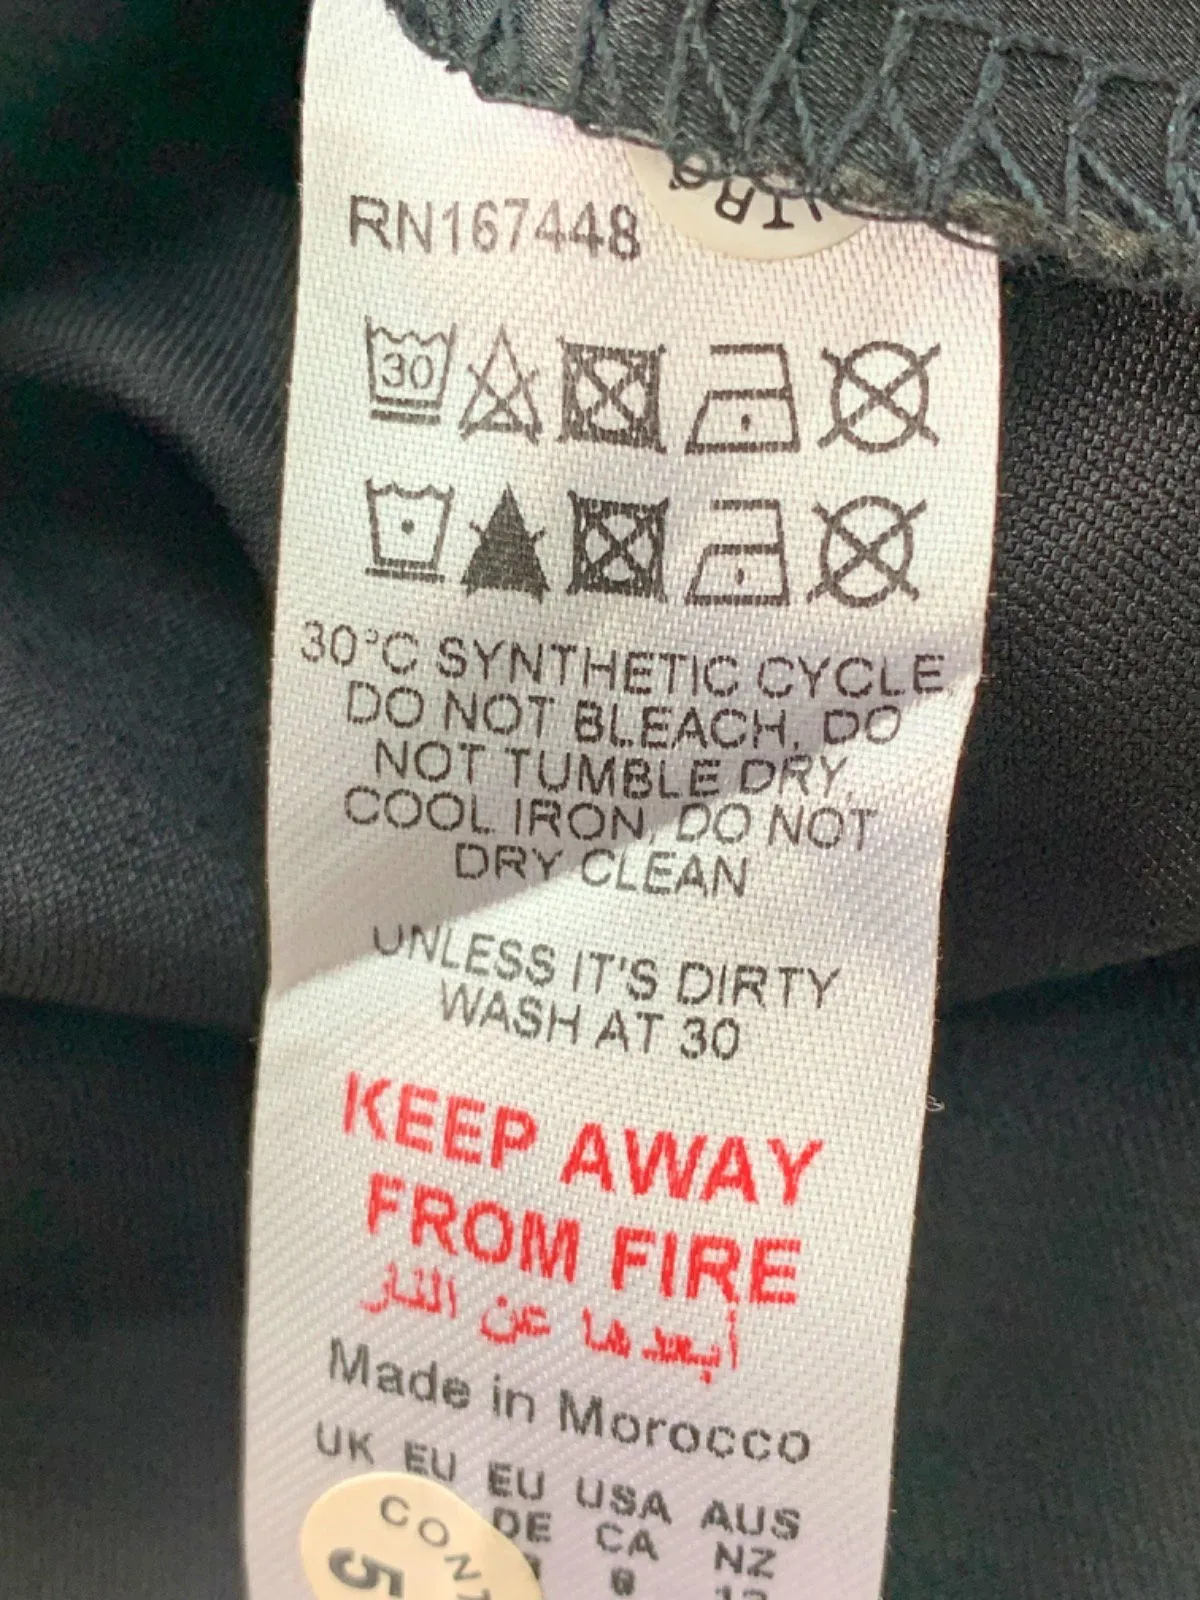 RN167448
30
30°C SYNTHETIC CYCLE
DO NOT BLEACH, DO
NOT TUMBLE DRY,
COOL IRON, DO NOT
DRY CLEAN
UNLESS IT'S DIRTY
WASH AT 30
KEEP AWAY
FROM FIRE
أبعدها عن النار
Made in Morocco
UK EU EU USA AUS
DE CA NZ
CONT
5